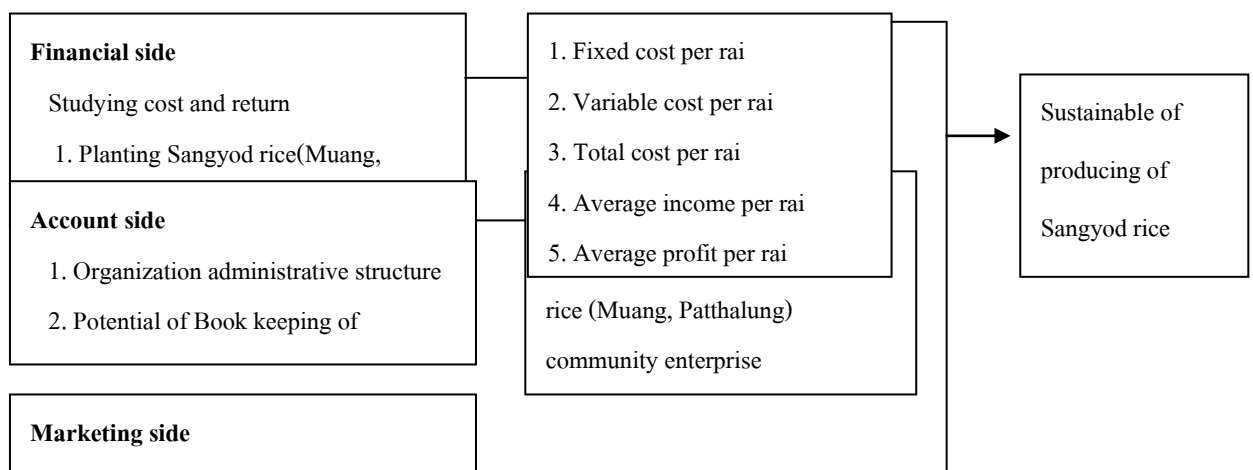 Financial side
Studying cost and return
1. Planting Sangyod rice(Muang,
Account side
1. Organization administrative structure
2. Potential of Book keeping of
Marketing side
1. Fixed cost per rai
2. Variable cost per rai
3. Total cost per rai
4. Average income per rai
5. Average profit per rai
rice (Muang, Patthalung)
community enterprise
Sustainable of
producing of
Sangyod rice